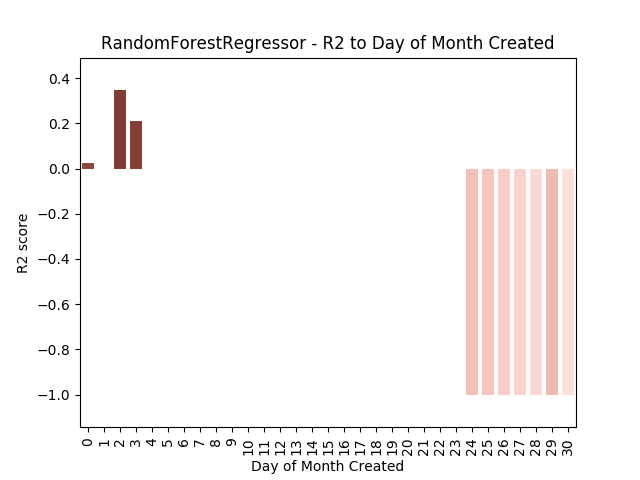 RandomForestRegressor - R2 to Day of Month Created
0.4
0.2
0.0
−0.2
−0.4
−0.6
−0.8
−1.0
R2 score
0 1 2 3 4 5 6 7 8 9 10 11 12 13 14 15 16 17 18 19 20 21 22 23 24 25 26 27 28 29 30
Day of Month Created